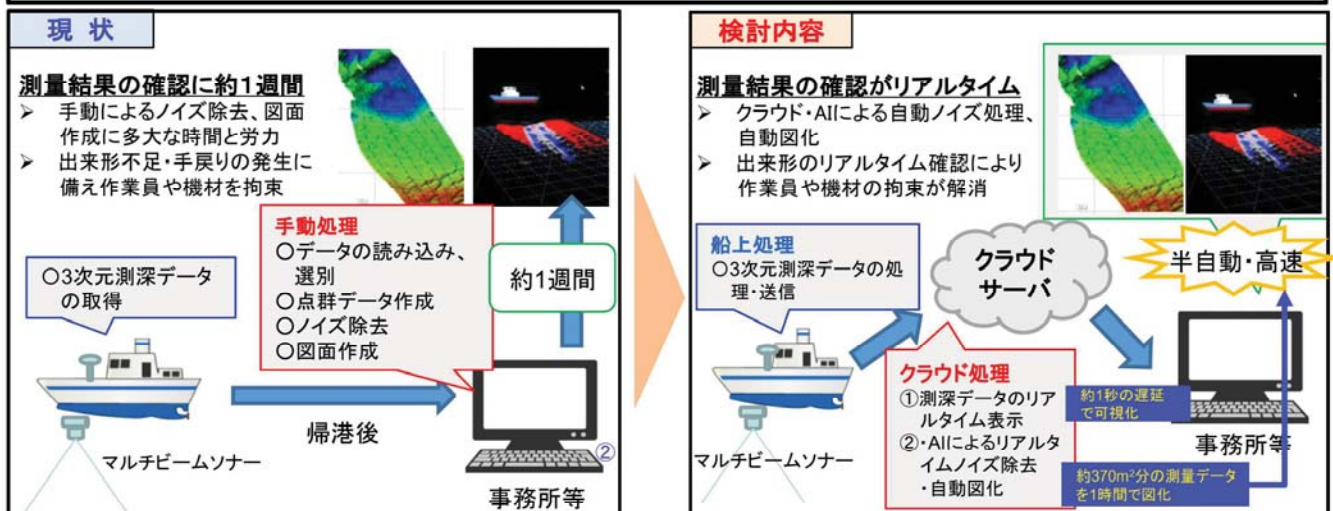 現 状
測量結果の確認に約1週間
➢ 手動によるノイズ除去、図面
作成に多大な時間と労力
➢ 出来形不足・手戻りの発生に
備え作業員や機材を拘束
○3次元測深データ
の取得
手動処理
○データの読み込み、
選別
○点群データ作成
○ノイズ除去
○図面作成
約1週間
帰港後
マルチビームソナー
②
事務所等
検討内容
測量結果の確認がリアルタイム
➢ クラウド・AIによる自動ノイズ処理、
自動図化
➢ 出来形のリアルタイム確認により
作業員や機材の拘束が解消
船上処理
○3次元測深データの処
理・送信
クラウド
サーバ
半自動・高速
クラウド処理
①測深データのリア
ルタイム表示
②・AIによるリアルタ
イムノイズ除去
・自動図化
約1秒の遅延
で可視化
マルチビームソナー
事務所等
約370m²分の測量データ
を1時間で図化